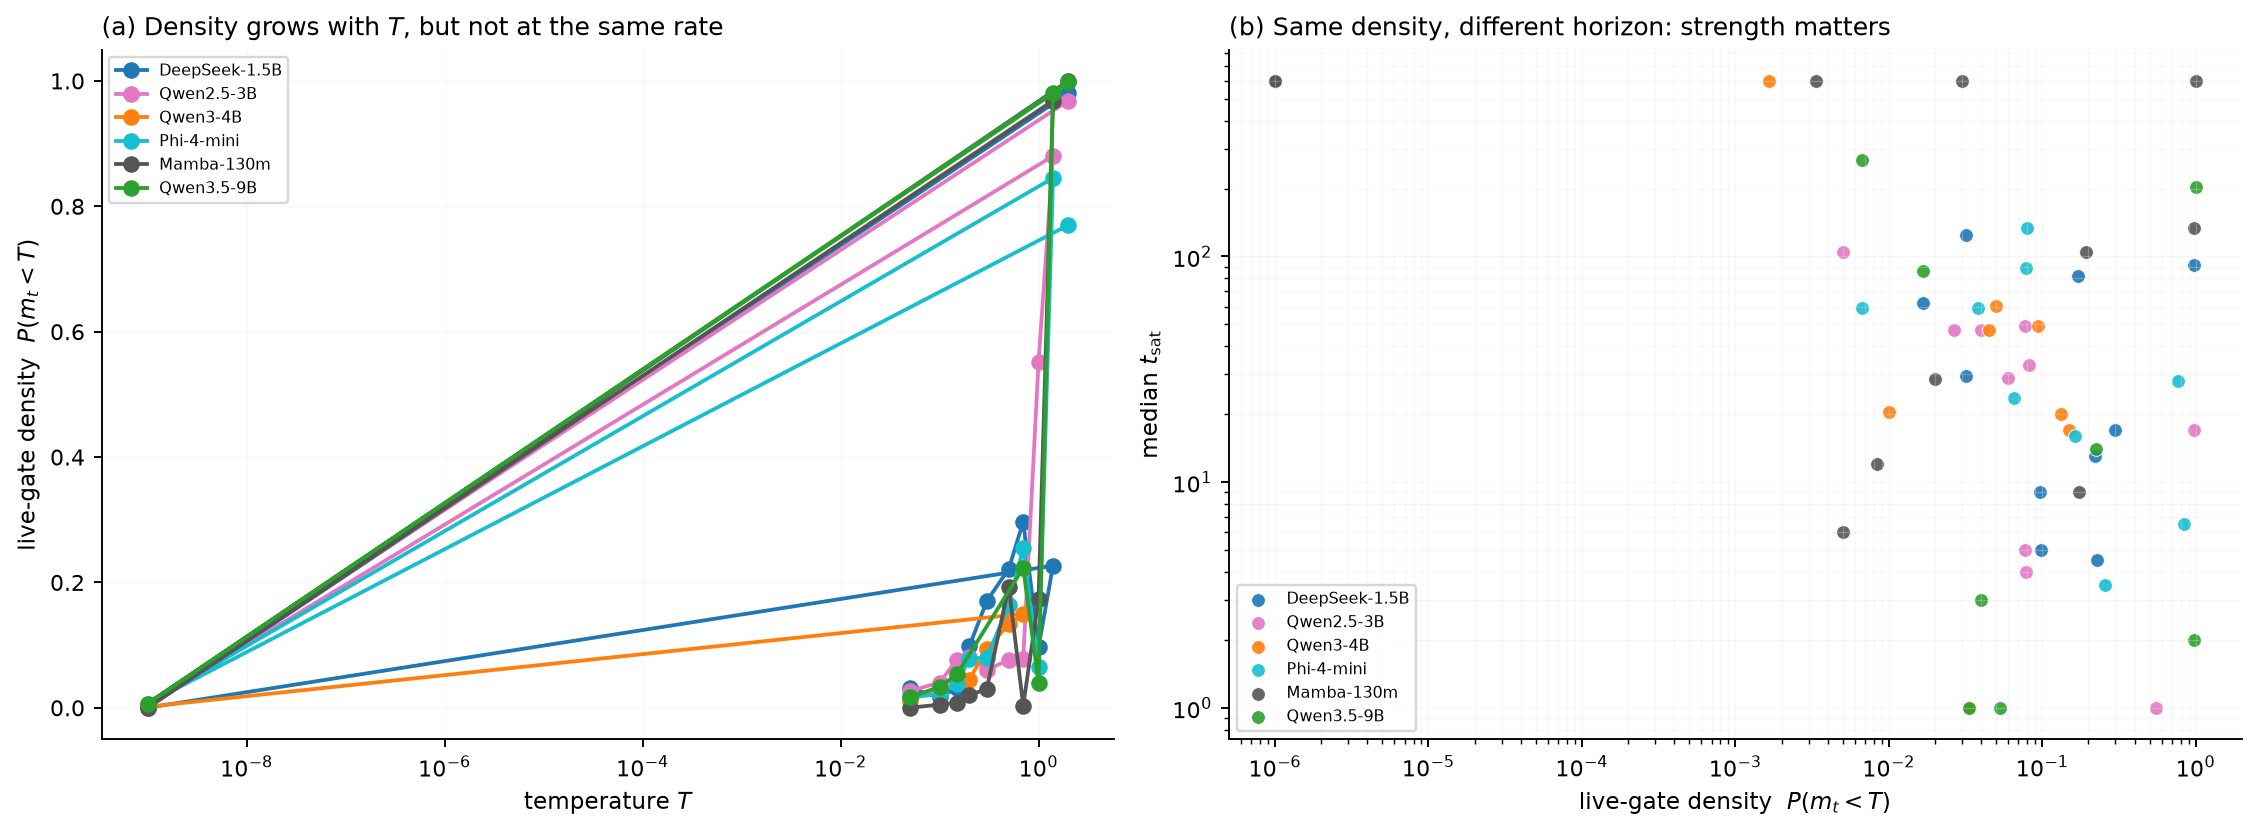 (a) Density grows with T, but not at the same rate
live-gate density P(m_t < T)
1.0
0.8
0.6
0.4
0.2
0.0
DeepSeek-1.5B
Qwen2.5-3B
Qwen3-4B
Phi-4-mini
Mamba-130m
Qwen3.5-9B
10^-8
10^-6
10^-4
10^-2
10^0
temperature T
(b) Same density, different horizon: strength matters
median t_sat
10^2
10^1
10^0
DeepSeek-1.5B
Qwen2.5-3B
Qwen3-4B
Phi-4-mini
Mamba-130m
Qwen3.5-9B
10^-6
10^-5
10^-4
10^-3
10^-2
10^-1
10^0
live-gate density P(m_t < T)